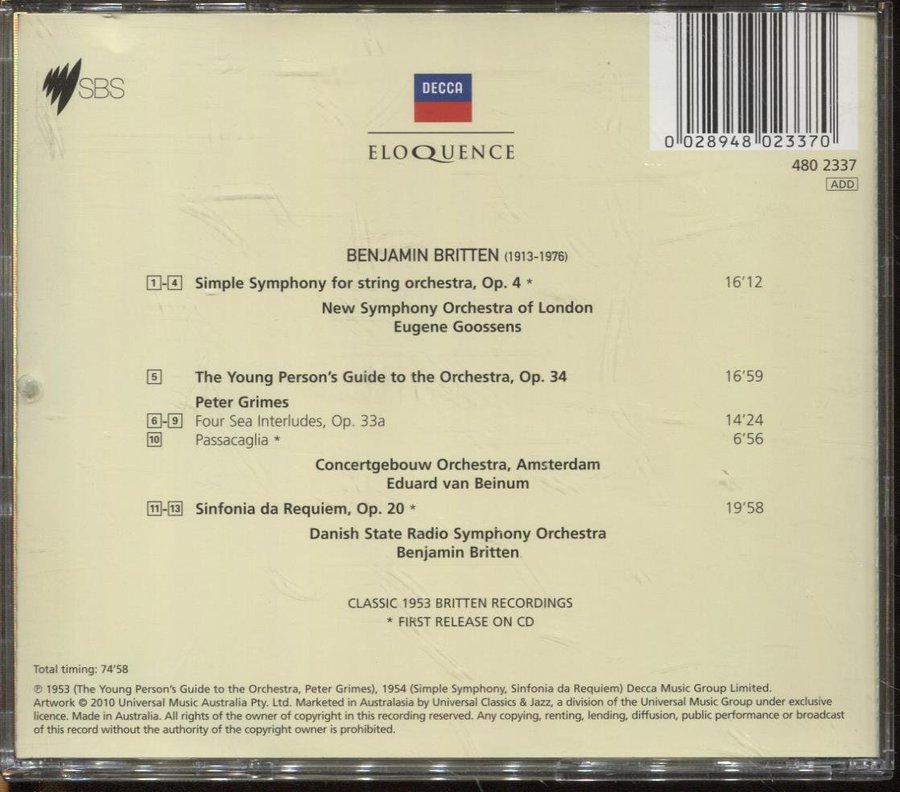 SBS
DECCA
ELOQUENCE
0 028948 023370
480 2337
ADD
BENJAMIN BRITTEN (1913-1976)
1-4 Simple Symphony for string orchestra, Op. 4 * 16'12
New Symphony Orchestra of London
Eugene Goossens
5 The Young Person's Guide to the Orchestra, Op. 34 16'59
Peter Grimes
6-9 Four Sea Interludes, Op. 33a 14'24
10 Passacaglia * 6'56
Concertgebouw Orchestra, Amsterdam
Eduard van Beinum
11-13 Sinfonia da Requiem, Op. 20 * 19'58
Danish State Radio Symphony Orchestra
Benjamin Britten
CLASSIC 1953 BRITTEN RECORDINGS
* FIRST RELEASE ON CD
Total timing: 74'58
℗ 1953 (The Young Person's Guide to the Orchestra, Peter Grimes), 1954 (Simple Symphony, Sinfonia da Requiem) Decca Music Group Limited.
Artwork © 2010 Universal Music Australia Pty. Ltd. Marketed in Australasia by Universal Classics & Jazz, a division of the Universal Music Group under exclusive
licence. Made in Australia. All rights of the owner of copyright in this recording reserved. Any copying, renting, lending, diffusion, public performance or broadcast
of this record without the authority of the copyright owner is prohibited.